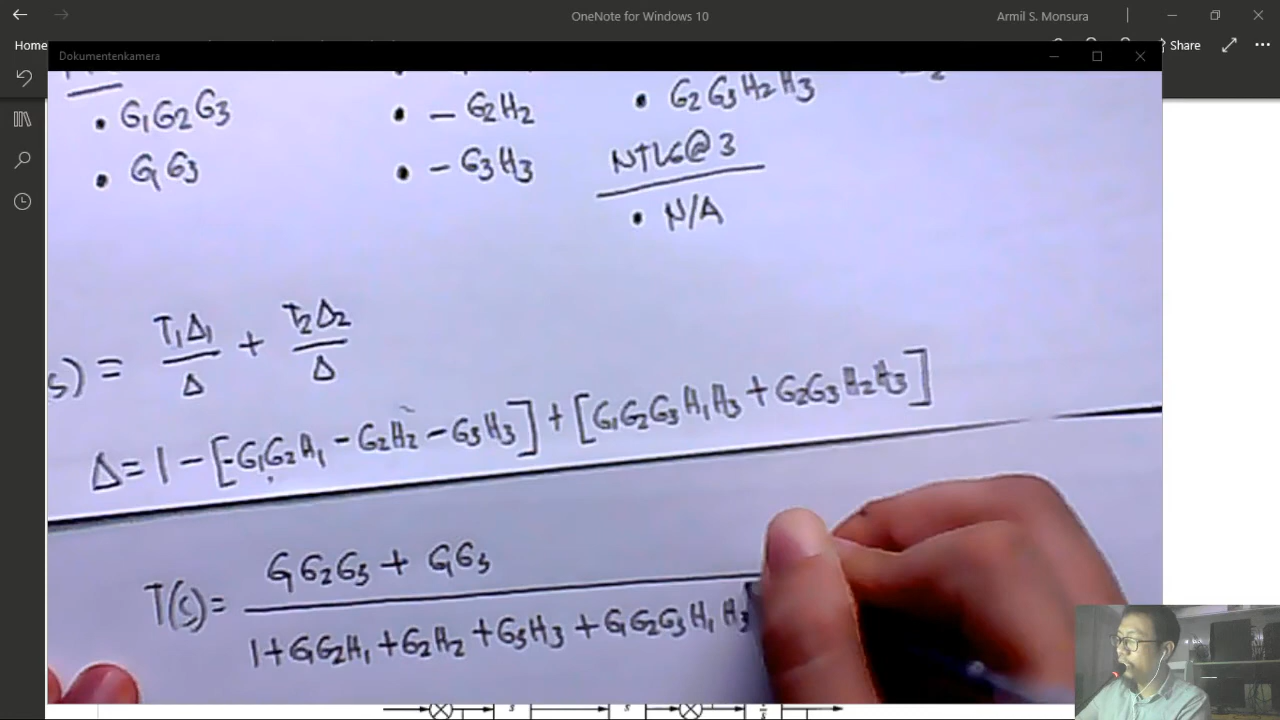 OneNote for Windows 10
Armil S. Monsura
Home
Share
Dokumentenkamera
• G₁G₂G₃
• G₁G₃
• – G₂H₂
• – G₃H₃
• G₂G₃H₂H₃
NTLG@3
• N/A
s) = T₁Δ₁/Δ + T₂Δ₂/Δ
Δ = 1 – [-G₁G₂H₁ – G₂H₂ – G₃H₃] + [G₁G₂G₃H₁H₃ + G₂G₃H₂H₃]
T(s) = G₁G₂G₃ + G₁G₃
1 + G₁G₂H₁ + G₂H₂ + G₃H₃ + G₁G₂G₃H₁H₃